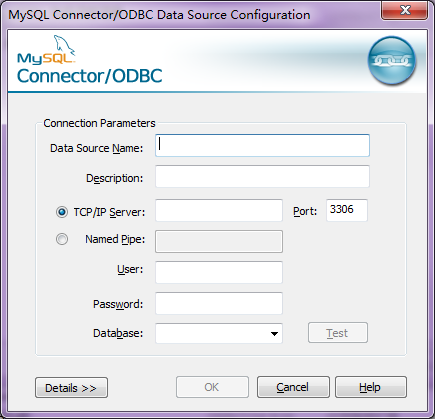 MySQL Connector/ODBC Data Source Configuration
MySQL
Connector/ODBC
Connection Parameters
Data Source Name:
Description:
TCP/IP Server:
Port: 3306
Named Pipe:
User:
Password:
Database:
Test
Details >>
OK
Cancel
Help